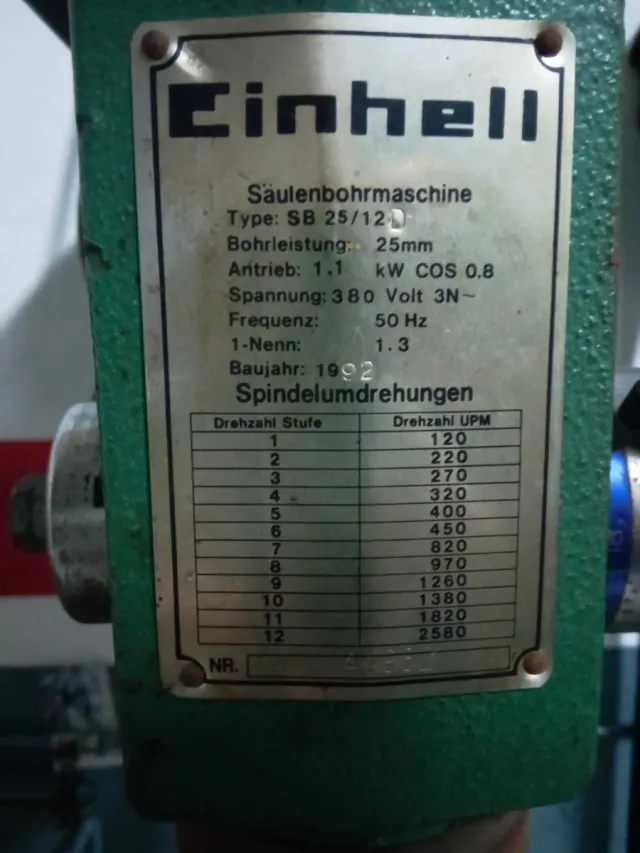 Einhell
Säulenbohrmaschine
Type: SB 25/12D
Bohrleistung: 25mm
Antrieb: 1.1 kW COS 0.8
Spannung: 380 Volt 3N~
Frequenz: 50 Hz
1-Nenn: 1.3
Baujahr: 1992
Spindelumdrehungen
Drehzahl Stufe Drehzahl UPM
1 120
2 220
3 270
4 320
5 400
6 450
7 820
8 970
9 1260
10 1380
11 1820
12 2580
NR.